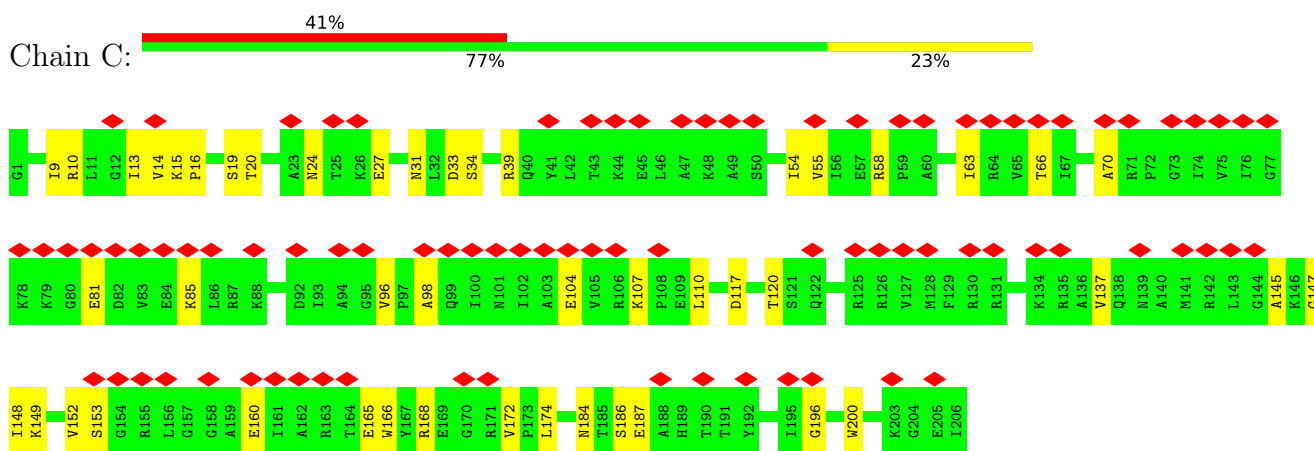 41%
Chain C:
77% 23%
G1 I9 R10 L11 G12 I13 V14 K15 P16 S19 T20 A23 N24 T25 K26 E27 N31 L32 D33 S34 R39 Q40 Y41 L42 T43 K44 E45 L46 A47 K48 A49 S50 I54 V55 I56 E57 R58 P59 A60 I63 R64 V65 T66 I67 A70 R71 P72 G73 I74 V75 I76 G77
K78 K79 G80 E81 D82 V83 E84 K85 L86 R87 K88 D92 I93 A94 G95 V96 P97 A98 Q99 I100 N101 I102 A103 E104 V105 R106 K107 P108 E109 L110 D117 T120 S121 Q122 R125 R126 V127 M128 F129 R130 R131 K134 R135 A136 V137 Q138 N139 A140 M141 R142 L143 G144 A145 K146 G147
I148 K149 V152 S153 G154 R155 L156 G157 G158 A159 E160 I161 A162 R163 T164 E165 W166 Y167 R168 E169 G170 R171 V172 P173 L174 N184 T185 S186 E187 A188 H189 T190 T191 Y192 I195 G196 W200 K203 G204 E205 I206